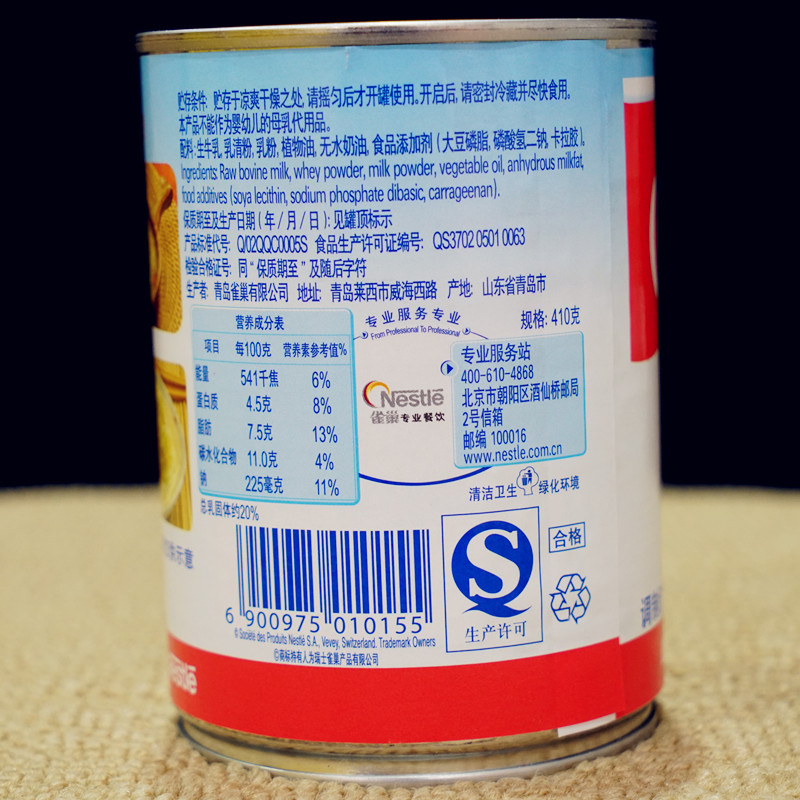 贮存条件: 贮存于凉爽干燥之处, 请摇匀后才开罐使用。开启后, 请密封冷藏并尽快食用。
本产品不能作为婴幼儿的母乳代用品。
配料: 生牛乳, 乳清粉, 乳粉, 植物油, 无水奶油, 食品添加剂 (大豆磷脂, 磷酸氢二钠, 卡拉胶)。
Ingredients: Raw bovine milk, whey powder, milk powder, vegetable oil, anhydrous milkfat,
food additives (soya lecithin, sodium phosphate dibasic, carrageenan).
保质期至及生产日期 (年/月/日): 见罐顶标示
产品标准代号: Q/02QQC0005S 食品生产许可证编号: QS3702 0501 0063
检验合格证号: 同“保质期至”及随后字符
生产者: 青岛雀巢有限公司 地址: 青岛莱西市威海西路 产地: 山东省青岛市
规格: 410克
营养成分表
项目 每100克 营养素参考值%
能量 541千焦 6%
蛋白质 4.5克 8%
脂肪 7.5克 13%
碳水化合物 11.0克 4%
钠 225毫克 11%
总乳固体约20%
专业服务专业
From Professional To Professional
Nestlé
雀巢专业餐饮
专业服务站
400-610-4868
北京市朝阳区酒仙桥邮局
2号信箱
邮编 100016
www.nestle.com.cn
清洁卫生 绿化环境
6 900975 010155
© Société des Produits Nestlé S.A., Vevey, Switzerland. Trademark Owners
©商标持有人为瑞士雀巢产品有限公司
生产许可
合格
示意
调制
estlé